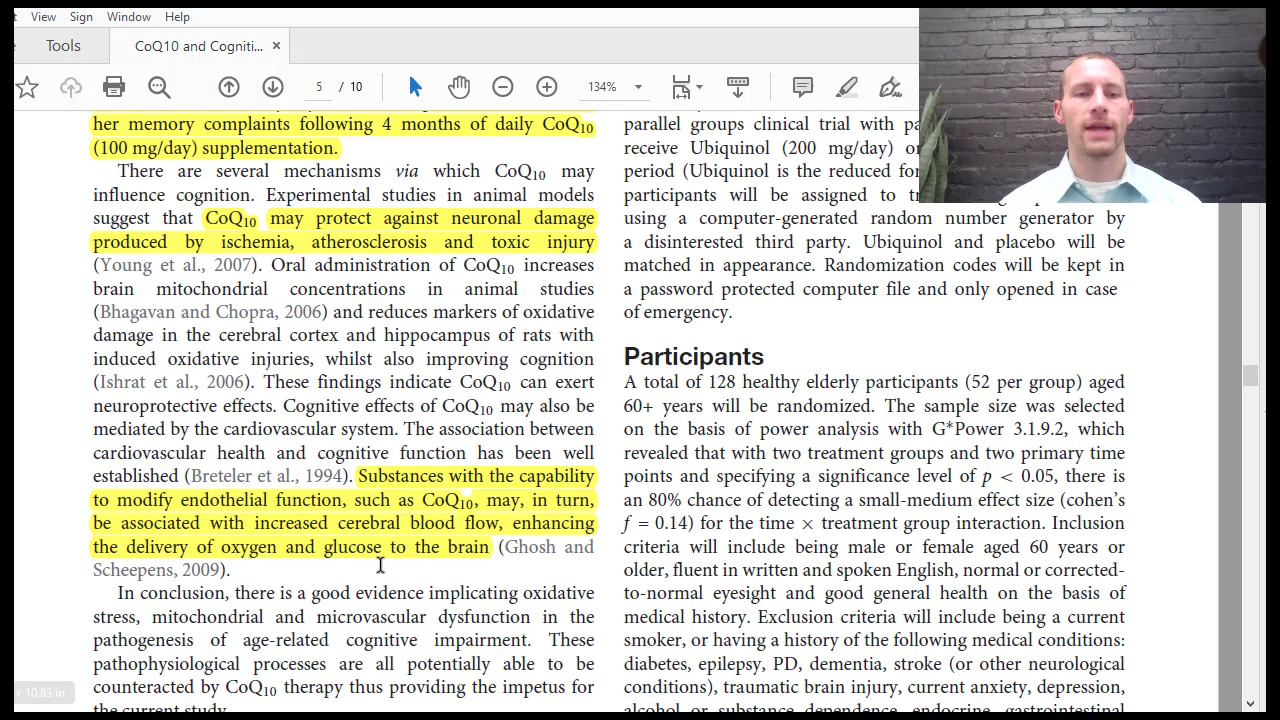 View Sign Window Help
Tools CoQ10 and Cogniti... ×
5 / 10 134%
her memory complaints following 4 months of daily CoQ10
(100 mg/day) supplementation.
There are several mechanisms via which CoQ10 may
influence cognition. Experimental studies in animal models
suggest that CoQ10 may protect against neuronal damage
produced by ischemia, atherosclerosis and toxic injury
(Young et al., 2007). Oral administration of CoQ10 increases
brain mitochondrial concentrations in animal studies
(Bhagavan and Chopra, 2006) and reduces markers of oxidative
damage in the cerebral cortex and hippocampus of rats with
induced oxidative injuries, whilst also improving cognition
(Ishrat et al., 2006). These findings indicate CoQ10 can exert
neuroprotective effects. Cognitive effects of CoQ10 may also be
mediated by the cardiovascular system. The association between
cardiovascular health and cognitive function has been well
established (Breteler et al., 1994). Substances with the capability
to modify endothelial function, such as CoQ10, may, in turn,
be associated with increased cerebral blood flow, enhancing
the delivery of oxygen and glucose to the brain (Ghosh and
Scheepens, 2009).
In conclusion, there is a good evidence implicating oxidative
stress, mitochondrial and microvascular dysfunction in the
pathogenesis of age-related cognitive impairment. These
pathophysiological processes are all potentially able to be
counteracted by CoQ10 therapy thus providing the impetus for
the current study.
x 10.83 in
parallel groups clinical trial with
receive Ubiquinol (200 mg/day) or
period (Ubiquinol is the reduced
participants will be assigned to
using a computer-generated random number generator by
a disinterested third party. Ubiquinol and placebo will be
matched in appearance. Randomization codes will be kept in
a password protected computer file and only opened in case
of emergency.
Participants
A total of 128 healthy elderly participants (52 per group) aged
60+ years will be randomized. The sample size was selected
on the basis of power analysis with G*Power 3.1.9.2, which
revealed that with two treatment groups and two primary time
points and specifying a significance level of p < 0.05, there is
an 80% chance of detecting a small-medium effect size (cohen's
f = 0.14) for the time × treatment group interaction. Inclusion
criteria will include being male or female aged 60 years or
older, fluent in written and spoken English, normal or corrected-
to-normal eyesight and good general health on the basis of
medical history. Exclusion criteria will include being a current
smoker, or having a history of the following medical conditions:
diabetes, epilepsy, PD, dementia, stroke (or other neurological
conditions), traumatic brain injury, current anxiety, depression,
alcohol or substance dependence, endocrine, gastrointestinal